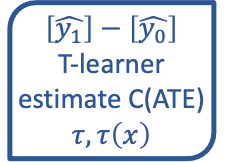 [ŷ₁] − [ŷ₀]
T-learner
estimate C(ATE)
τ, τ(x)